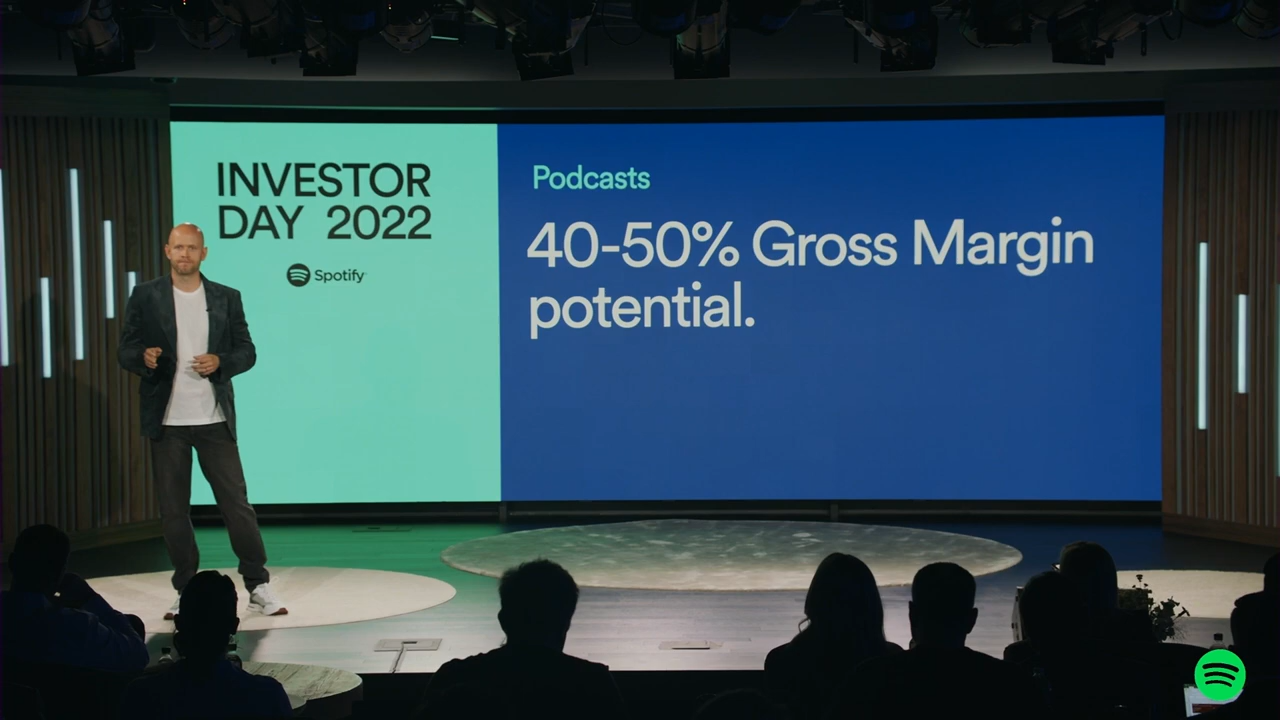 INVESTOR
DAY 2022
Spotify
Podcasts
40-50% Gross Margin
potential.